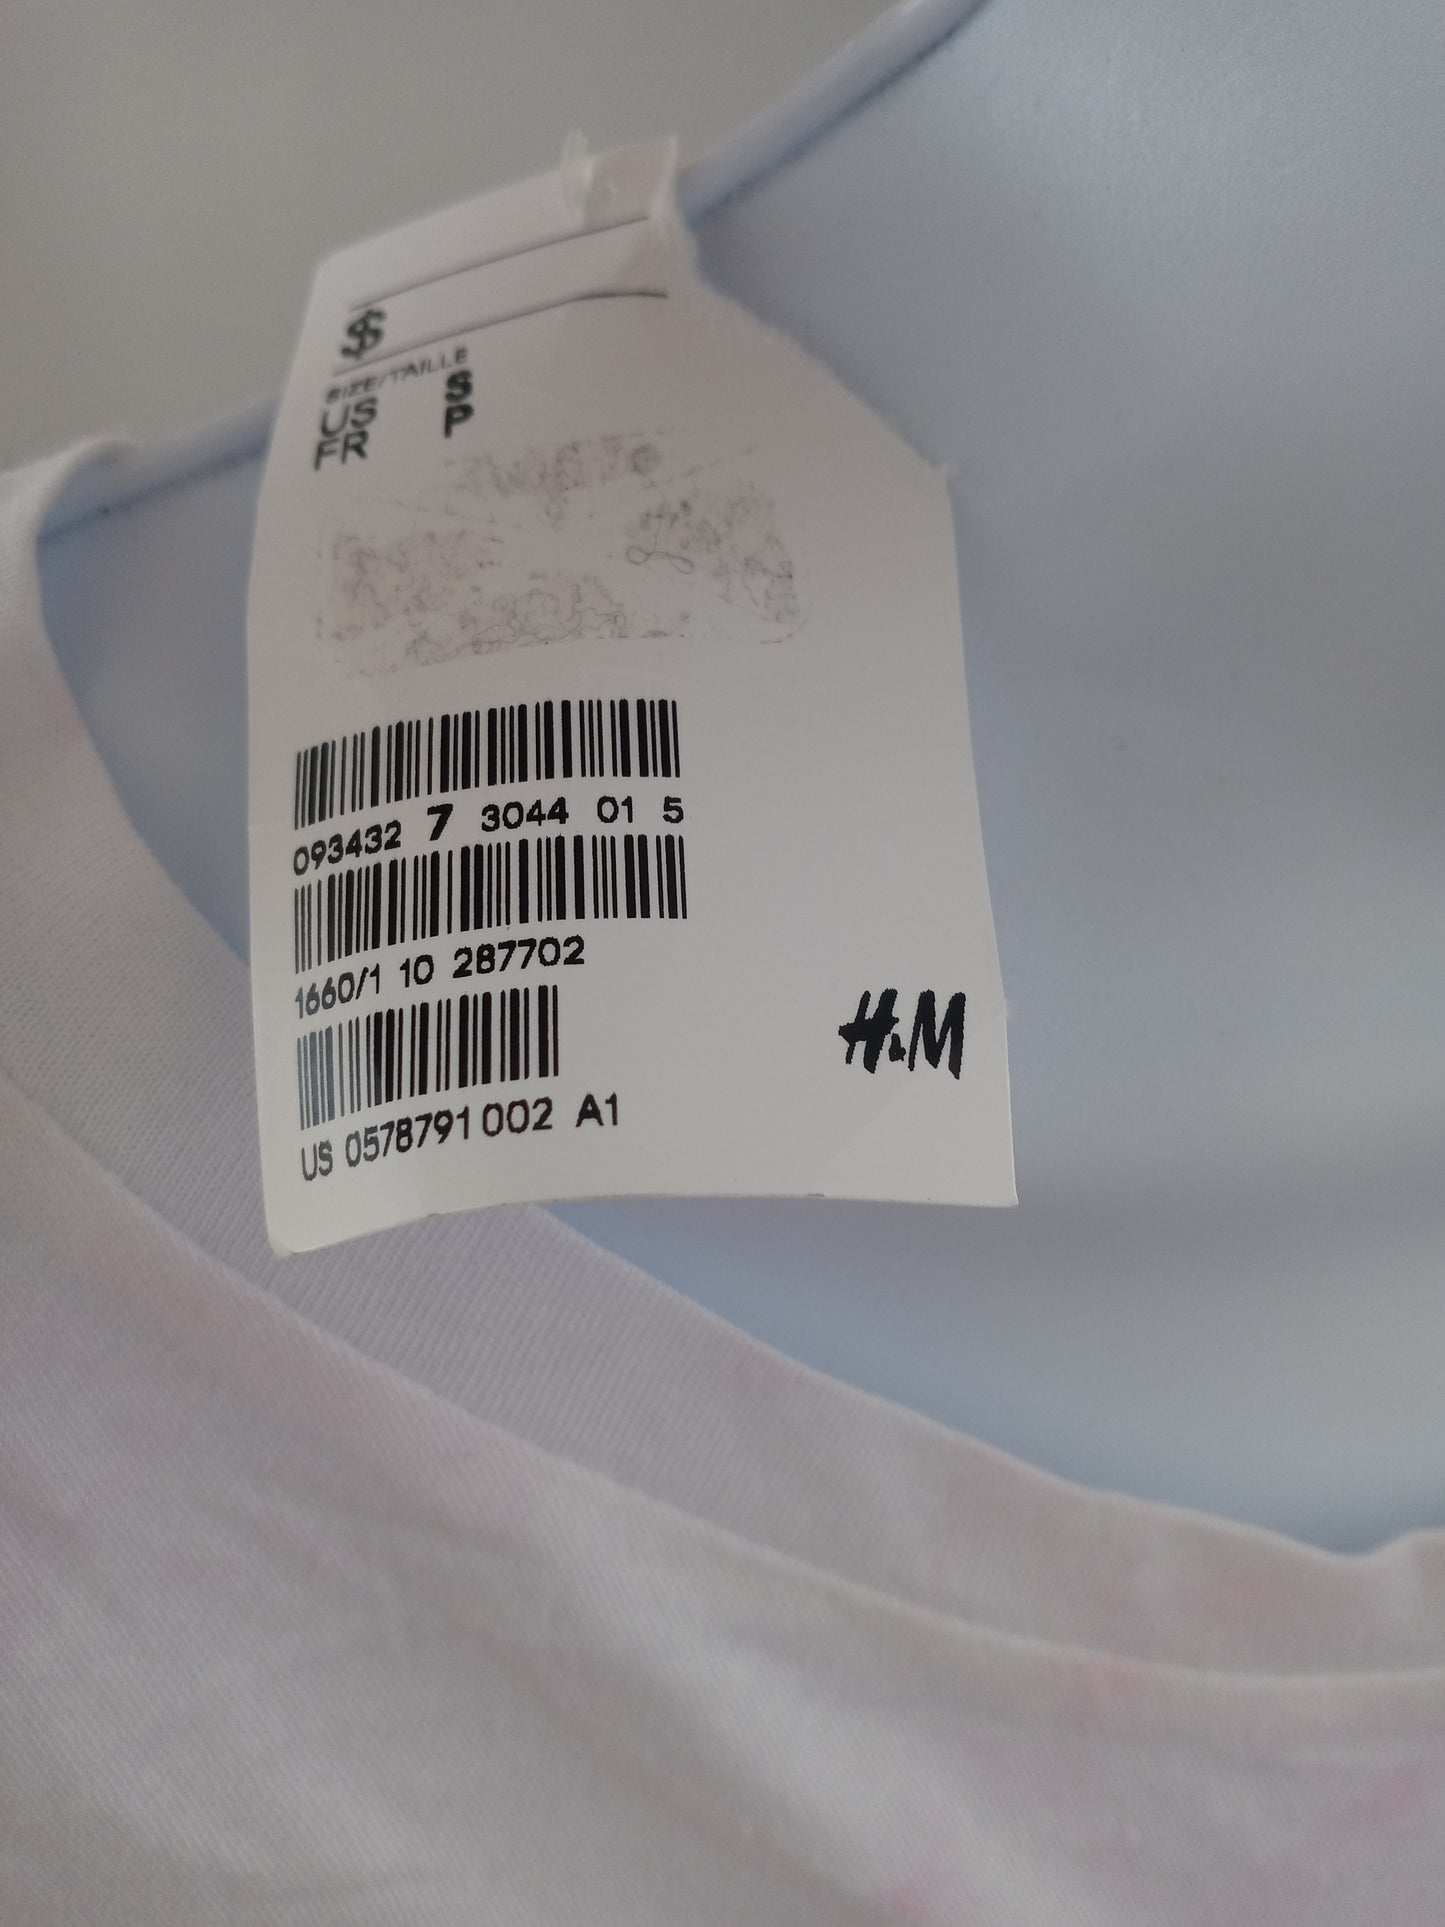 SIZE/TAILLE
US S
FR P
093432 7 3044 01 5
1660/1 10 287702
H&M
US 0578791 002 A1